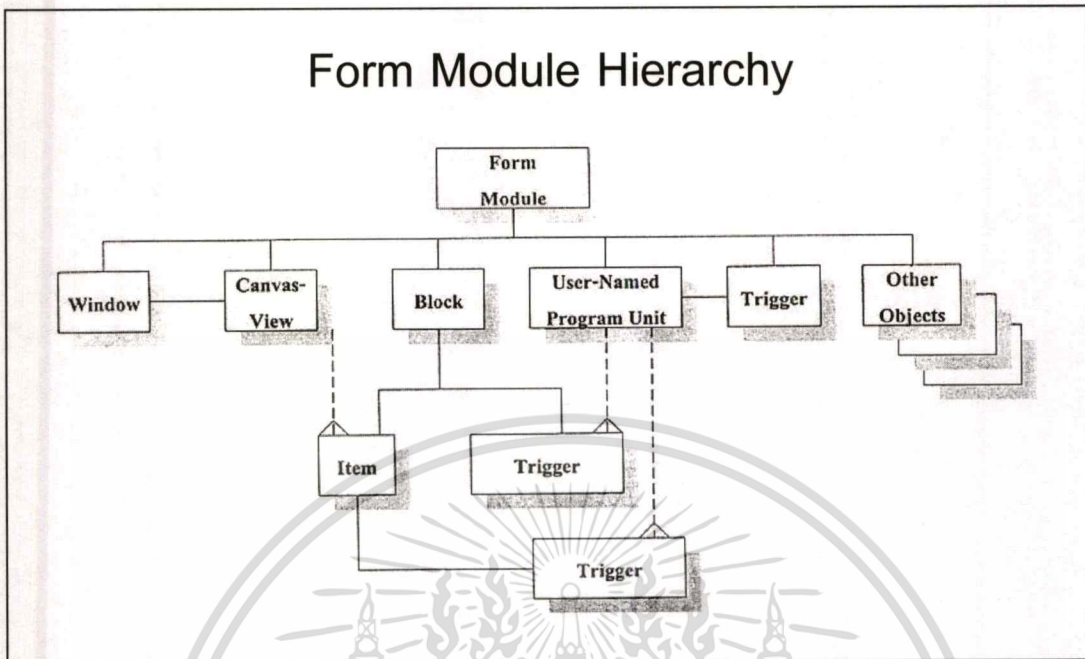 Form Module Hierarchy
Form
Module
Window
Canvas-
View
Block
User-Named
Program Unit
Trigger
Other
Objects
Item
Trigger
Trigger